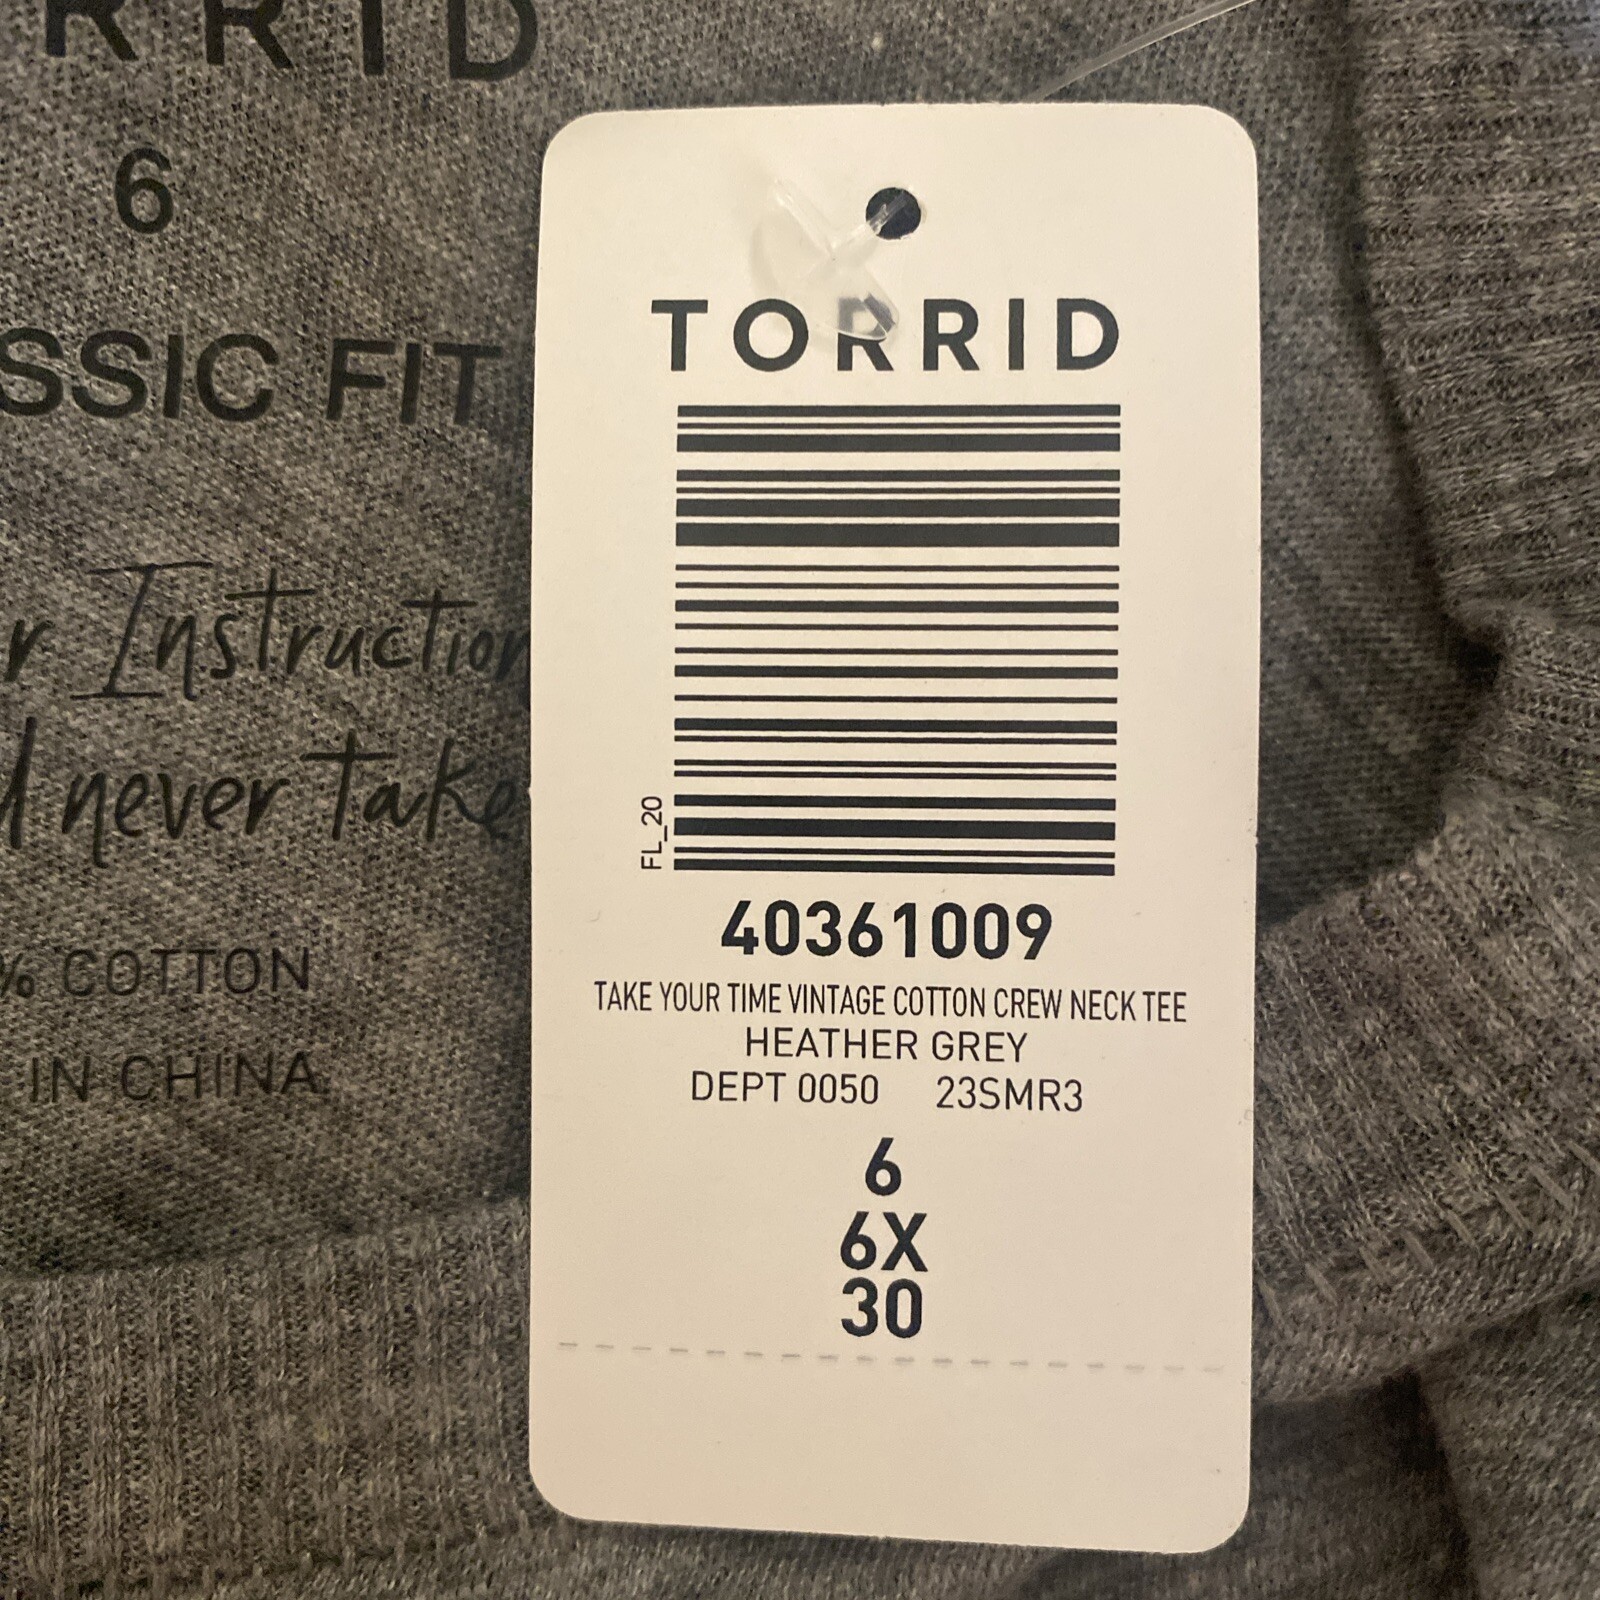 RRID
6
SSIC FIT
r Instruction
never take
% COTTON
IN CHINA
TORRID
FL_20
40361009
TAKE YOUR TIME VINTAGE COTTON CREW NECK TEE
HEATHER GREY
DEPT 0050 23SMR3
6
6X
30